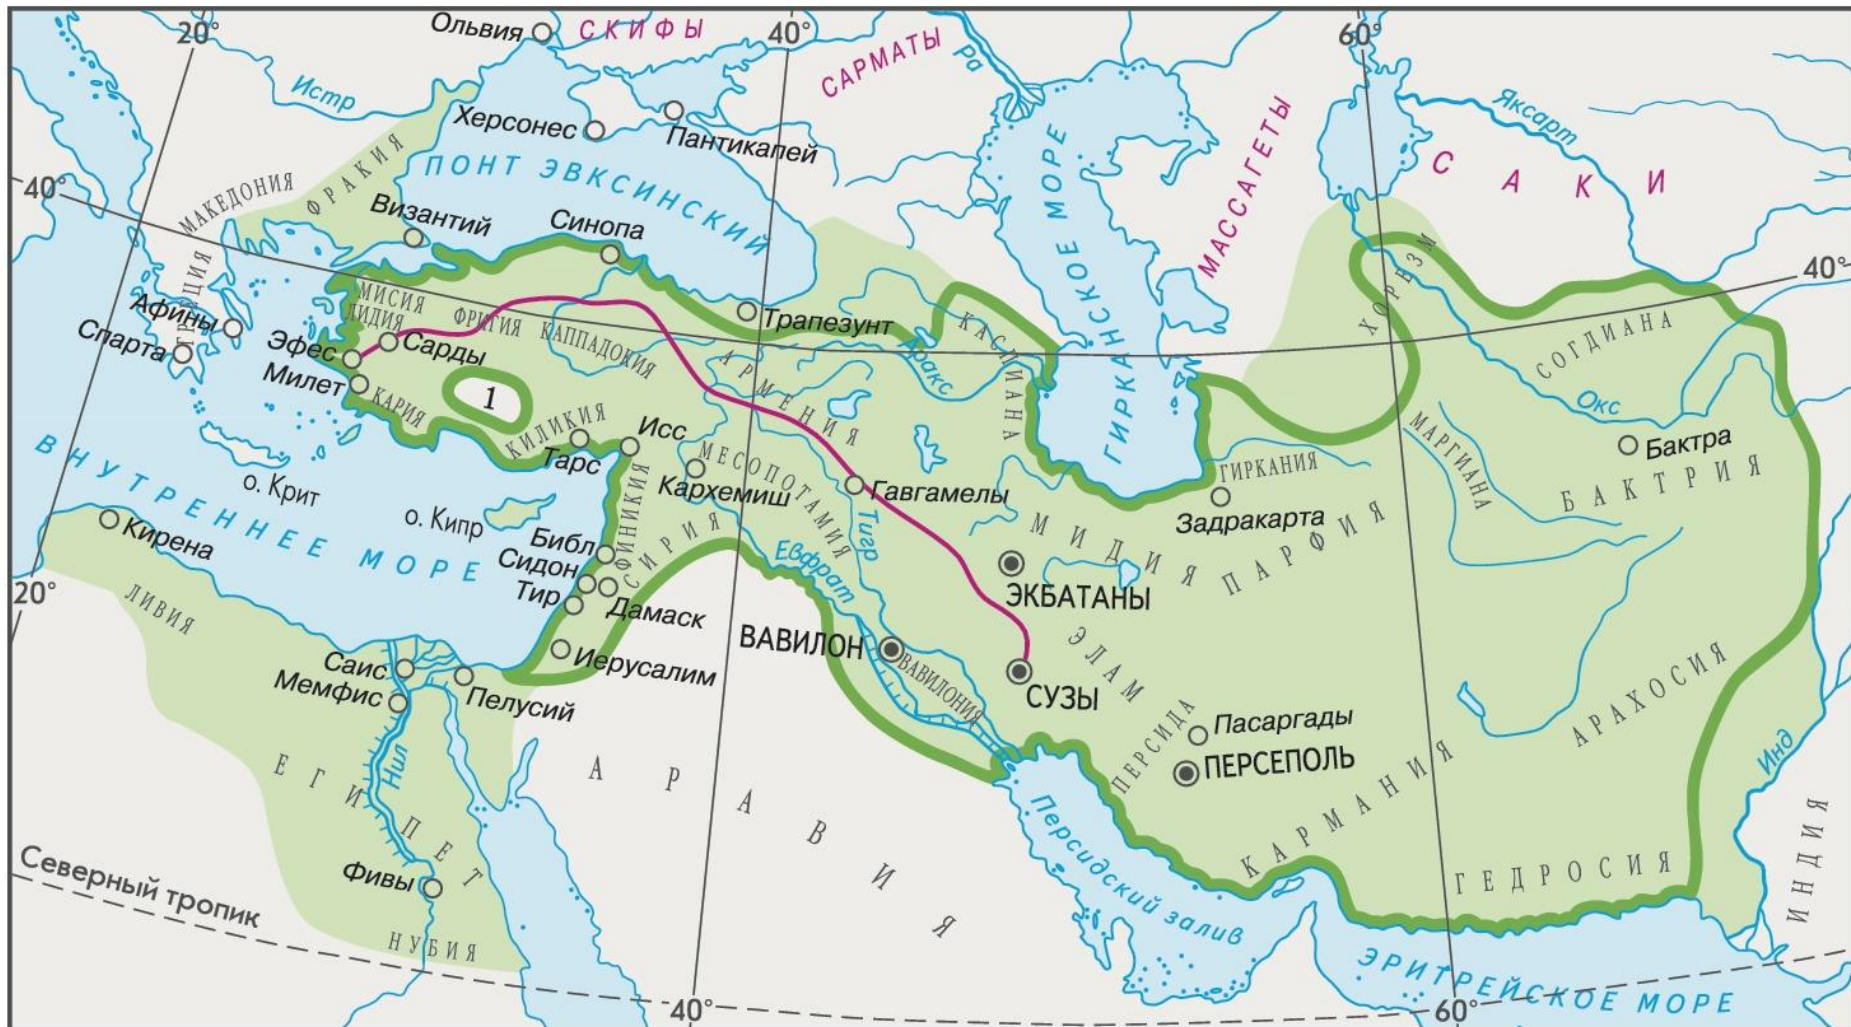 20°
Ольвия
СКИФЫ
40°
60°
САРМАТЫ
Ра
Истр
Яксарт
Херсонес
Пантикапей
ПОНТ ЭВКСИНСКИЙ
ГИРКАНСКОЕ МОРЕ
МАССАГЕТЫ
САКИ
40°
МАКЕДОНИЯ
ФРАКИЯ
Византий
Синопа
ХОРЕЗМ
40°
ГРЕЦИЯ
Афины
Спарта
МИСИЯ
ЛИДИЯ
ФРИГИЯ
КАППАДОКИЯ
Трапезунт
Аракс
КАСПИАНА
СОГДИАНА
Эфес
Сарды
Милет
КАРИЯ
1
АРМЕНИЯ
Окс
КИЛИКИЯ
Тарс
Исс
МЕСОПОТАМИЯ
Кархемиш
Гавгамелы
ГИРКАНИЯ
Задракарта
МАРГИАНА
Бактра
БАКТРИЯ
ВНУТРЕННЕЕ МОРЕ
о. Крит
о. Кипр
Кирена
ФИНИКИЯ
СИРИЯ
Тигр
Евфрат
МИДИЯ
ПАРФИЯ
Библ
Сидон
Тир
Дамаск
ЭКБАТАНЫ
20°
ЛИВИЯ
Иерусалим
ВАВИЛОН
ВАВИЛОНИЯ
ЭЛАМ
СУЗЫ
Саис
Мемфис
Пелусий
ПЕРСИДА
Пасаргады
ПЕРСЕПОЛЬ
АРАХОСИЯ
Инд
ЕГИПЕТ
Нил
АРАВИЯ
Персидский залив
КАРМАНИЯ
ГЕДРОСИЯ
ИНДИЯ
Северный тропик
Фивы
НУБИЯ
ЭРИТРЕЙСКОЕ МОРЕ
40°
60°